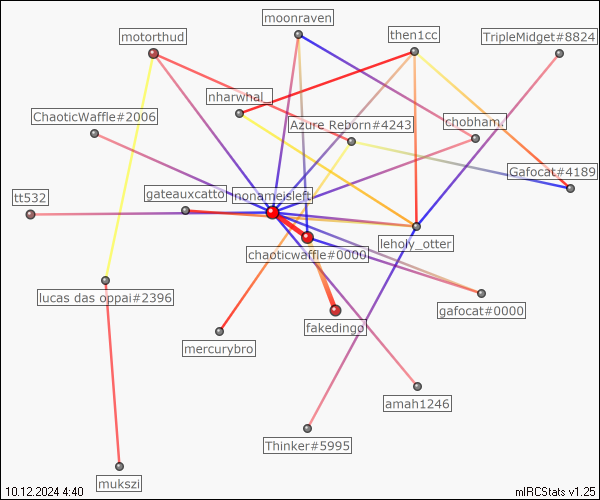 moonraven
motorthud
then1cc
TripleMidget#8824
nharwhal_
ChaoticWaffle#2006
Azure Reborn#4243
chobham_
Gafocat#4189
tt532
gateauxcatto
nonameisleft
leholy_otter
chaoticwaffle#0000
lucas das oppai#2396
gafocat#0000
fakedingo
mercurybro
amah1246
Thinker#5995
mukszi
10.12.2024 4:40
mIRCStats v1.25